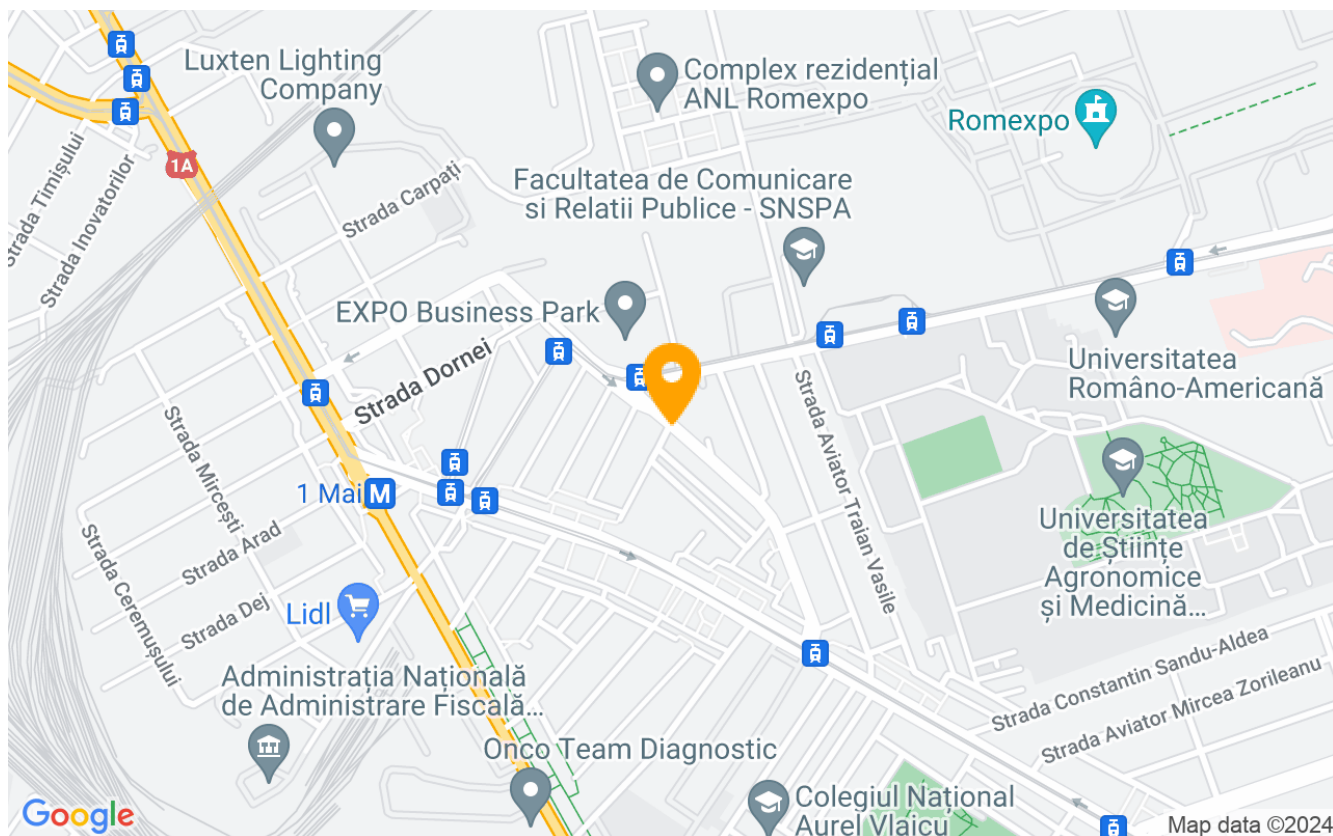 Luxten Lighting
Company
Complex rezidențial
ANL Romexpo
Romexpo
1A
Strada Timișului
Strada Inovatorilor
Strada Carpați
Facultatea de Comunicare
si Relatii Publice - SNSPA
EXPO Business Park
Strada Dornei
Universitatea
Româno-Americană
Strada Aviator Traian Vasile
Strada Mircești
1 Mai
M
Strada Arad
Strada Ceremușului
Universitatea
de Științe
Agronomice
și Medicină...
Lidl
Strada Dej
Strada Constantin Sandu-Aldea
Administrația Națională
de Administrare Fiscală...
Strada Aviator Mircea Zorileanu
Onco Team Diagnostic
Colegiul Național
Aurel Vlaicu
Google
Map data ©2024